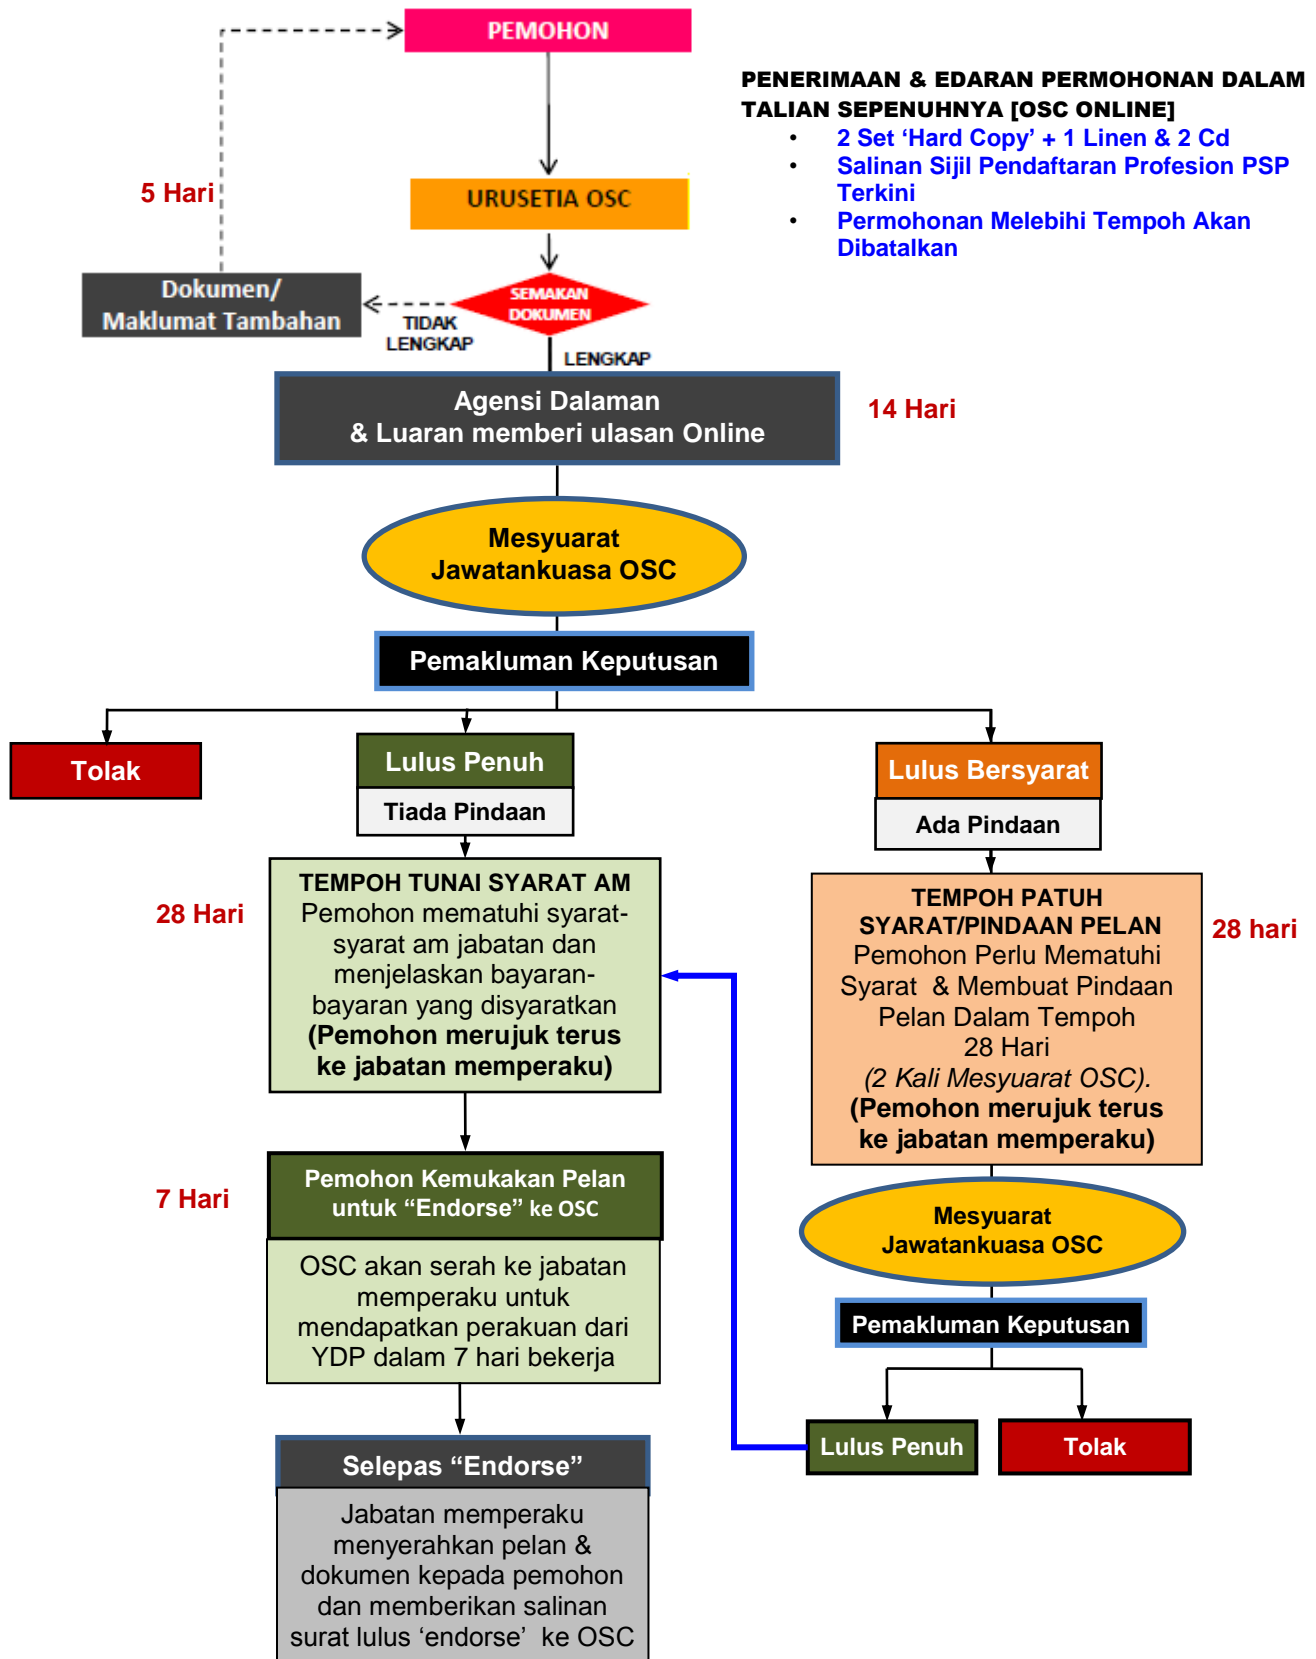 PEMOHON
PENERIMAAN & EDARAN PERMOHONAN DALAM
TALIAN SEPENUHNYA [OSC ONLINE]
• 2 Set ‘Hard Copy’ + 1 Linen & 2 Cd
• Salinan Sijil Pendaftaran Profesion PSP
Terkini
• Permohonan Melebihi Tempoh Akan
Dibatalkan
5 Hari
URUSETIA OSC
SEMAKAN
DOKUMEN
Dokumen/
Maklumat Tambahan
TIDAK
LENGKAP
LENGKAP
Agensi Dalaman
& Luaran memberi ulasan Online
14 Hari
Mesyuarat
Jawatankuasa OSC
Pemakluman Keputusan
Tolak
Lulus Penuh
Tiada Pindaan
Lulus Bersyarat
Ada Pindaan
28 Hari
TEMPOH TUNAI SYARAT AM
Pemohon mematuhi syarat-
syarat am jabatan dan
menjelaskan bayaran-
bayaran yang disyaratkan
(Pemohon merujuk terus
ke jabatan memperaku)
TEMPOH PATUH
SYARAT/PINDAAN PELAN
Pemohon Perlu Mematuhi
Syarat & Membuat Pindaan
Pelan Dalam Tempoh
28 Hari
(2 Kali Mesyuarat OSC).
(Pemohon merujuk terus
ke jabatan memperaku)
28 hari
7 Hari
Pemohon Kemukakan Pelan
untuk “Endorse” ke OSC
OSC akan serah ke jabatan
memperaku untuk
mendapatkan perakuan dari
YDP dalam 7 hari bekerja
Mesyuarat
Jawatankuasa OSC
Pemakluman Keputusan
Lulus Penuh
Tolak
Selepas “Endorse”
Jabatan memperaku
menyerahkan pelan &
dokumen kepada pemohon
dan memberikan salinan
surat lulus ‘endorse’ ke OSC